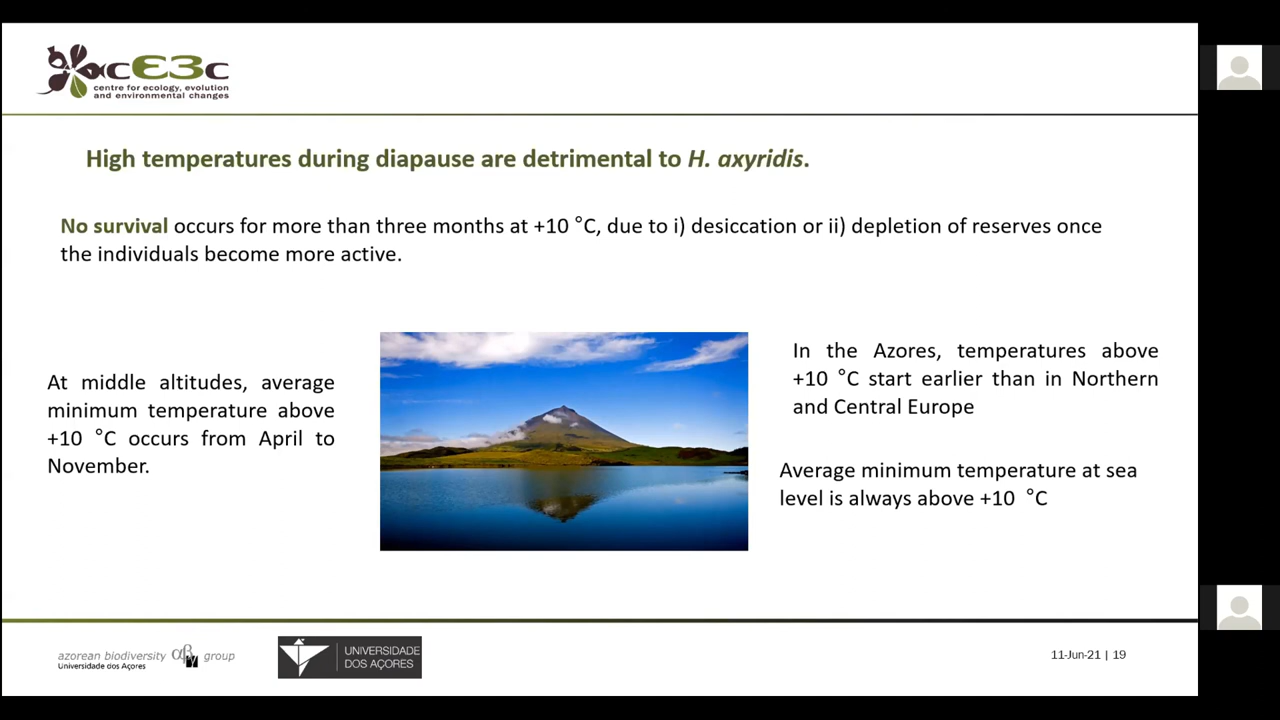 cE3c
centre for ecology, evolution
and environmental changes
High temperatures during diapause are detrimental to H. axyridis.
No survival occurs for more than three months at +10 °C, due to i) desiccation or ii) depletion of reserves once
the individuals become more active.
At middle altitudes, average
minimum temperature above
+10 °C occurs from April to
November.
In the Azores, temperatures above
+10 °C start earlier than in Northern
and Central Europe
Average minimum temperature at sea
level is always above +10 °C
azorean biodiversity αβ group
Universidade dos Açores
UNIVERSIDADE
DOS AÇORES
11-Jun-21 | 19